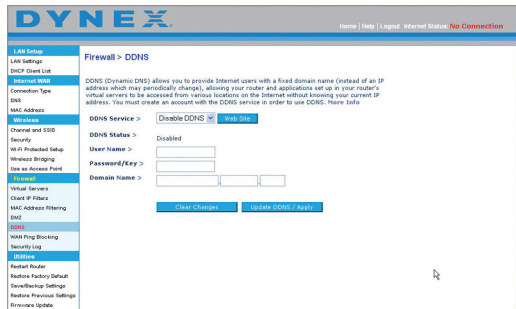 DYNEX
Home | Help | Logout Internet Status: No Connection
LAN Setup
LAN Settings
DHCP Client List
Internet WAN
Connection Type
DNS
MAC Address
Wireless
Channel and SSID
Security
Wi-Fi Protected Setup
Wireless Bridging
Use as Access Point
Firewall
Virtual Servers
Client IP Filters
MAC Address Filtering
DMZ
DDNS
WAN Ping Blocking
Security Log
Utilities
Restart Router
Restore Factory Default
Save/Backup Settings
Restore Previous Settings
Firmware Update
Firewall > DDNS
DDNS (Dynamic DNS) allows you to provide Internet users with a fixed domain name (instead of an IP
address which may periodically change), allowing your router and applications set up in your router's
virtual servers to be accessed from various locations on the Internet without knowing your current IP
address. You must create an account with the DDNS service in order to use DDNS. More Info
DDNS Service > Disable DDNS Web Site
DDNS Status > Disabled
User Name >
Password/Key >
Domain Name > . .
Clear Changes Update DDNS / Apply